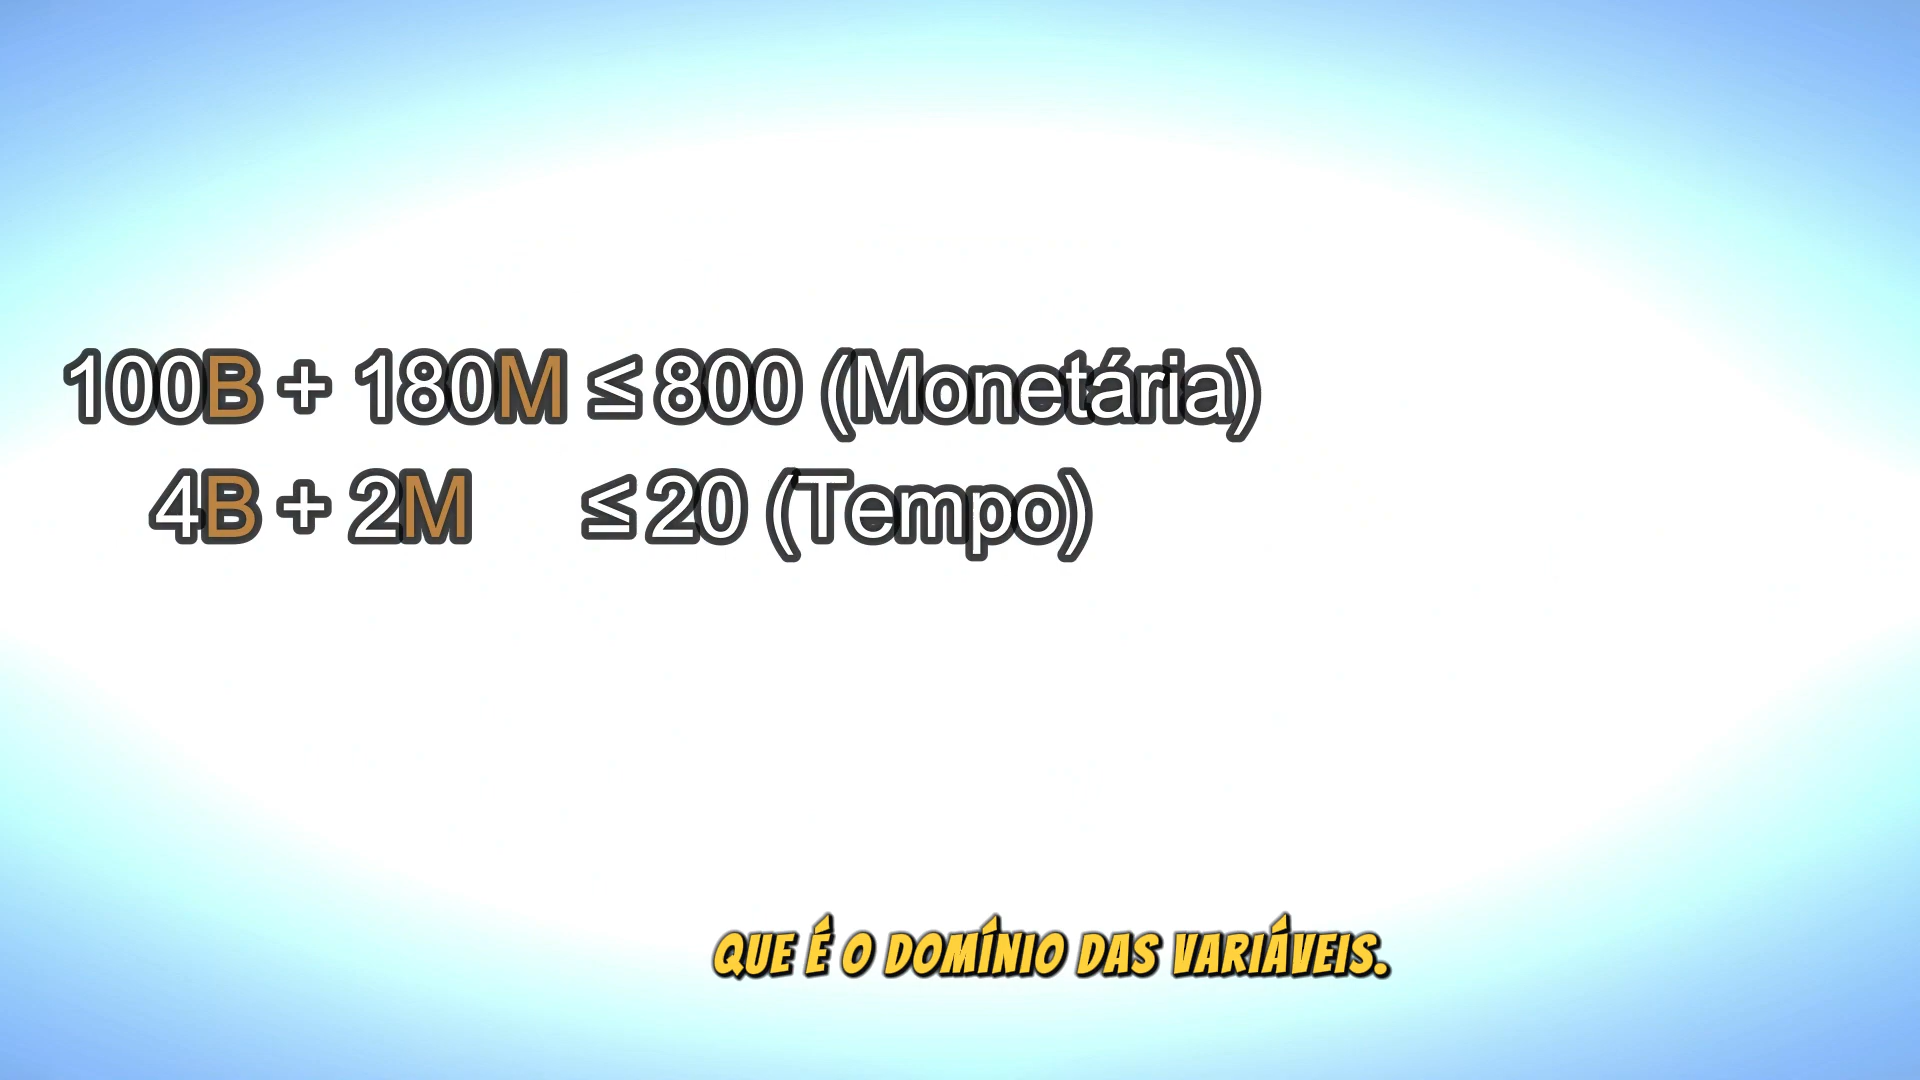 100B + 180M ≤ 800 (Monetária)
4B + 2M ≤ 20 (Tempo)
QUE É O DOMÍNIO DAS VARIÁVEIS.